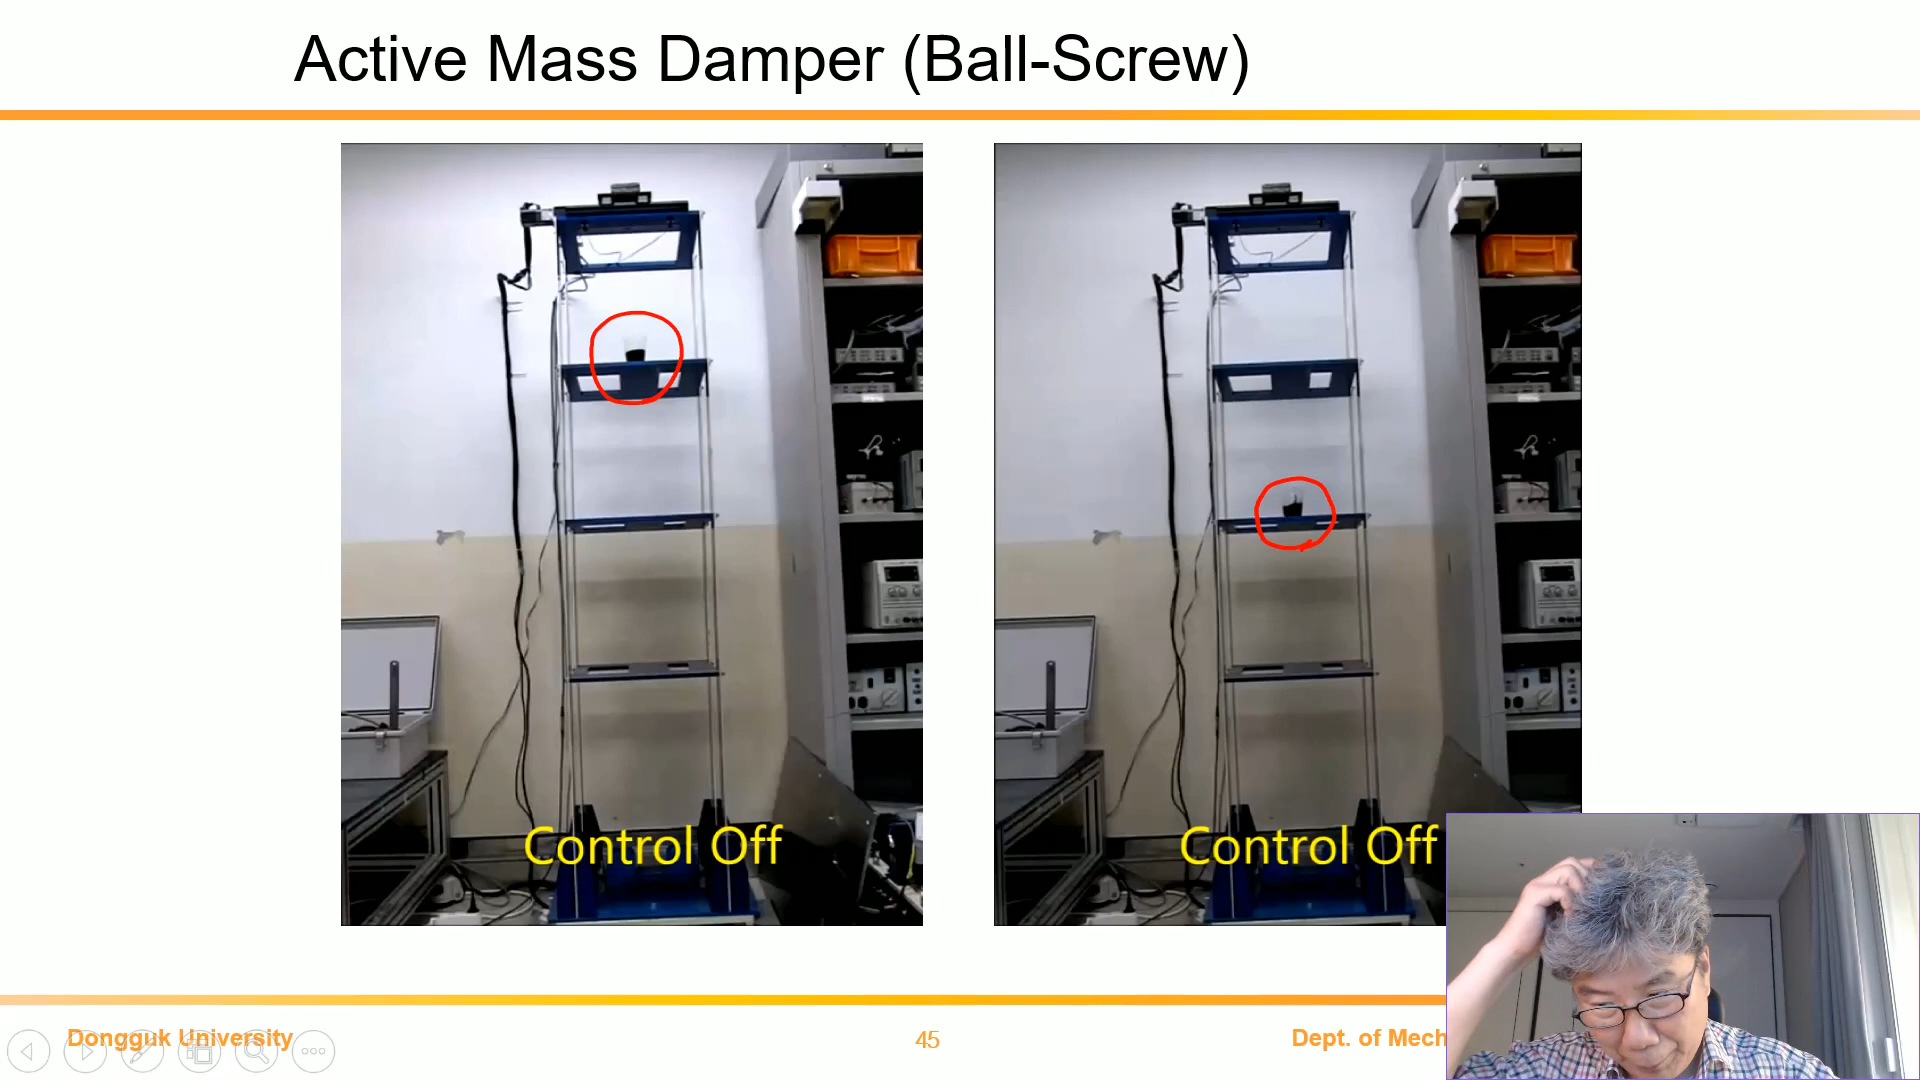 Active Mass Damper (Ball-Screw)
Control Off
Control Off
Dongguk University
45
Dept. of Mech